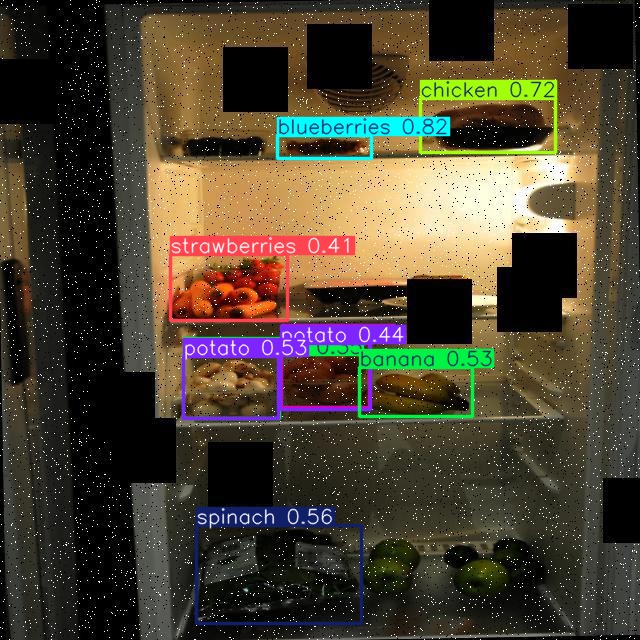 chicken 0.72
blueberries 0.82
strawberries 0.41
potato 0.44
potato 0.53
banana 0.53
spinach 0.56